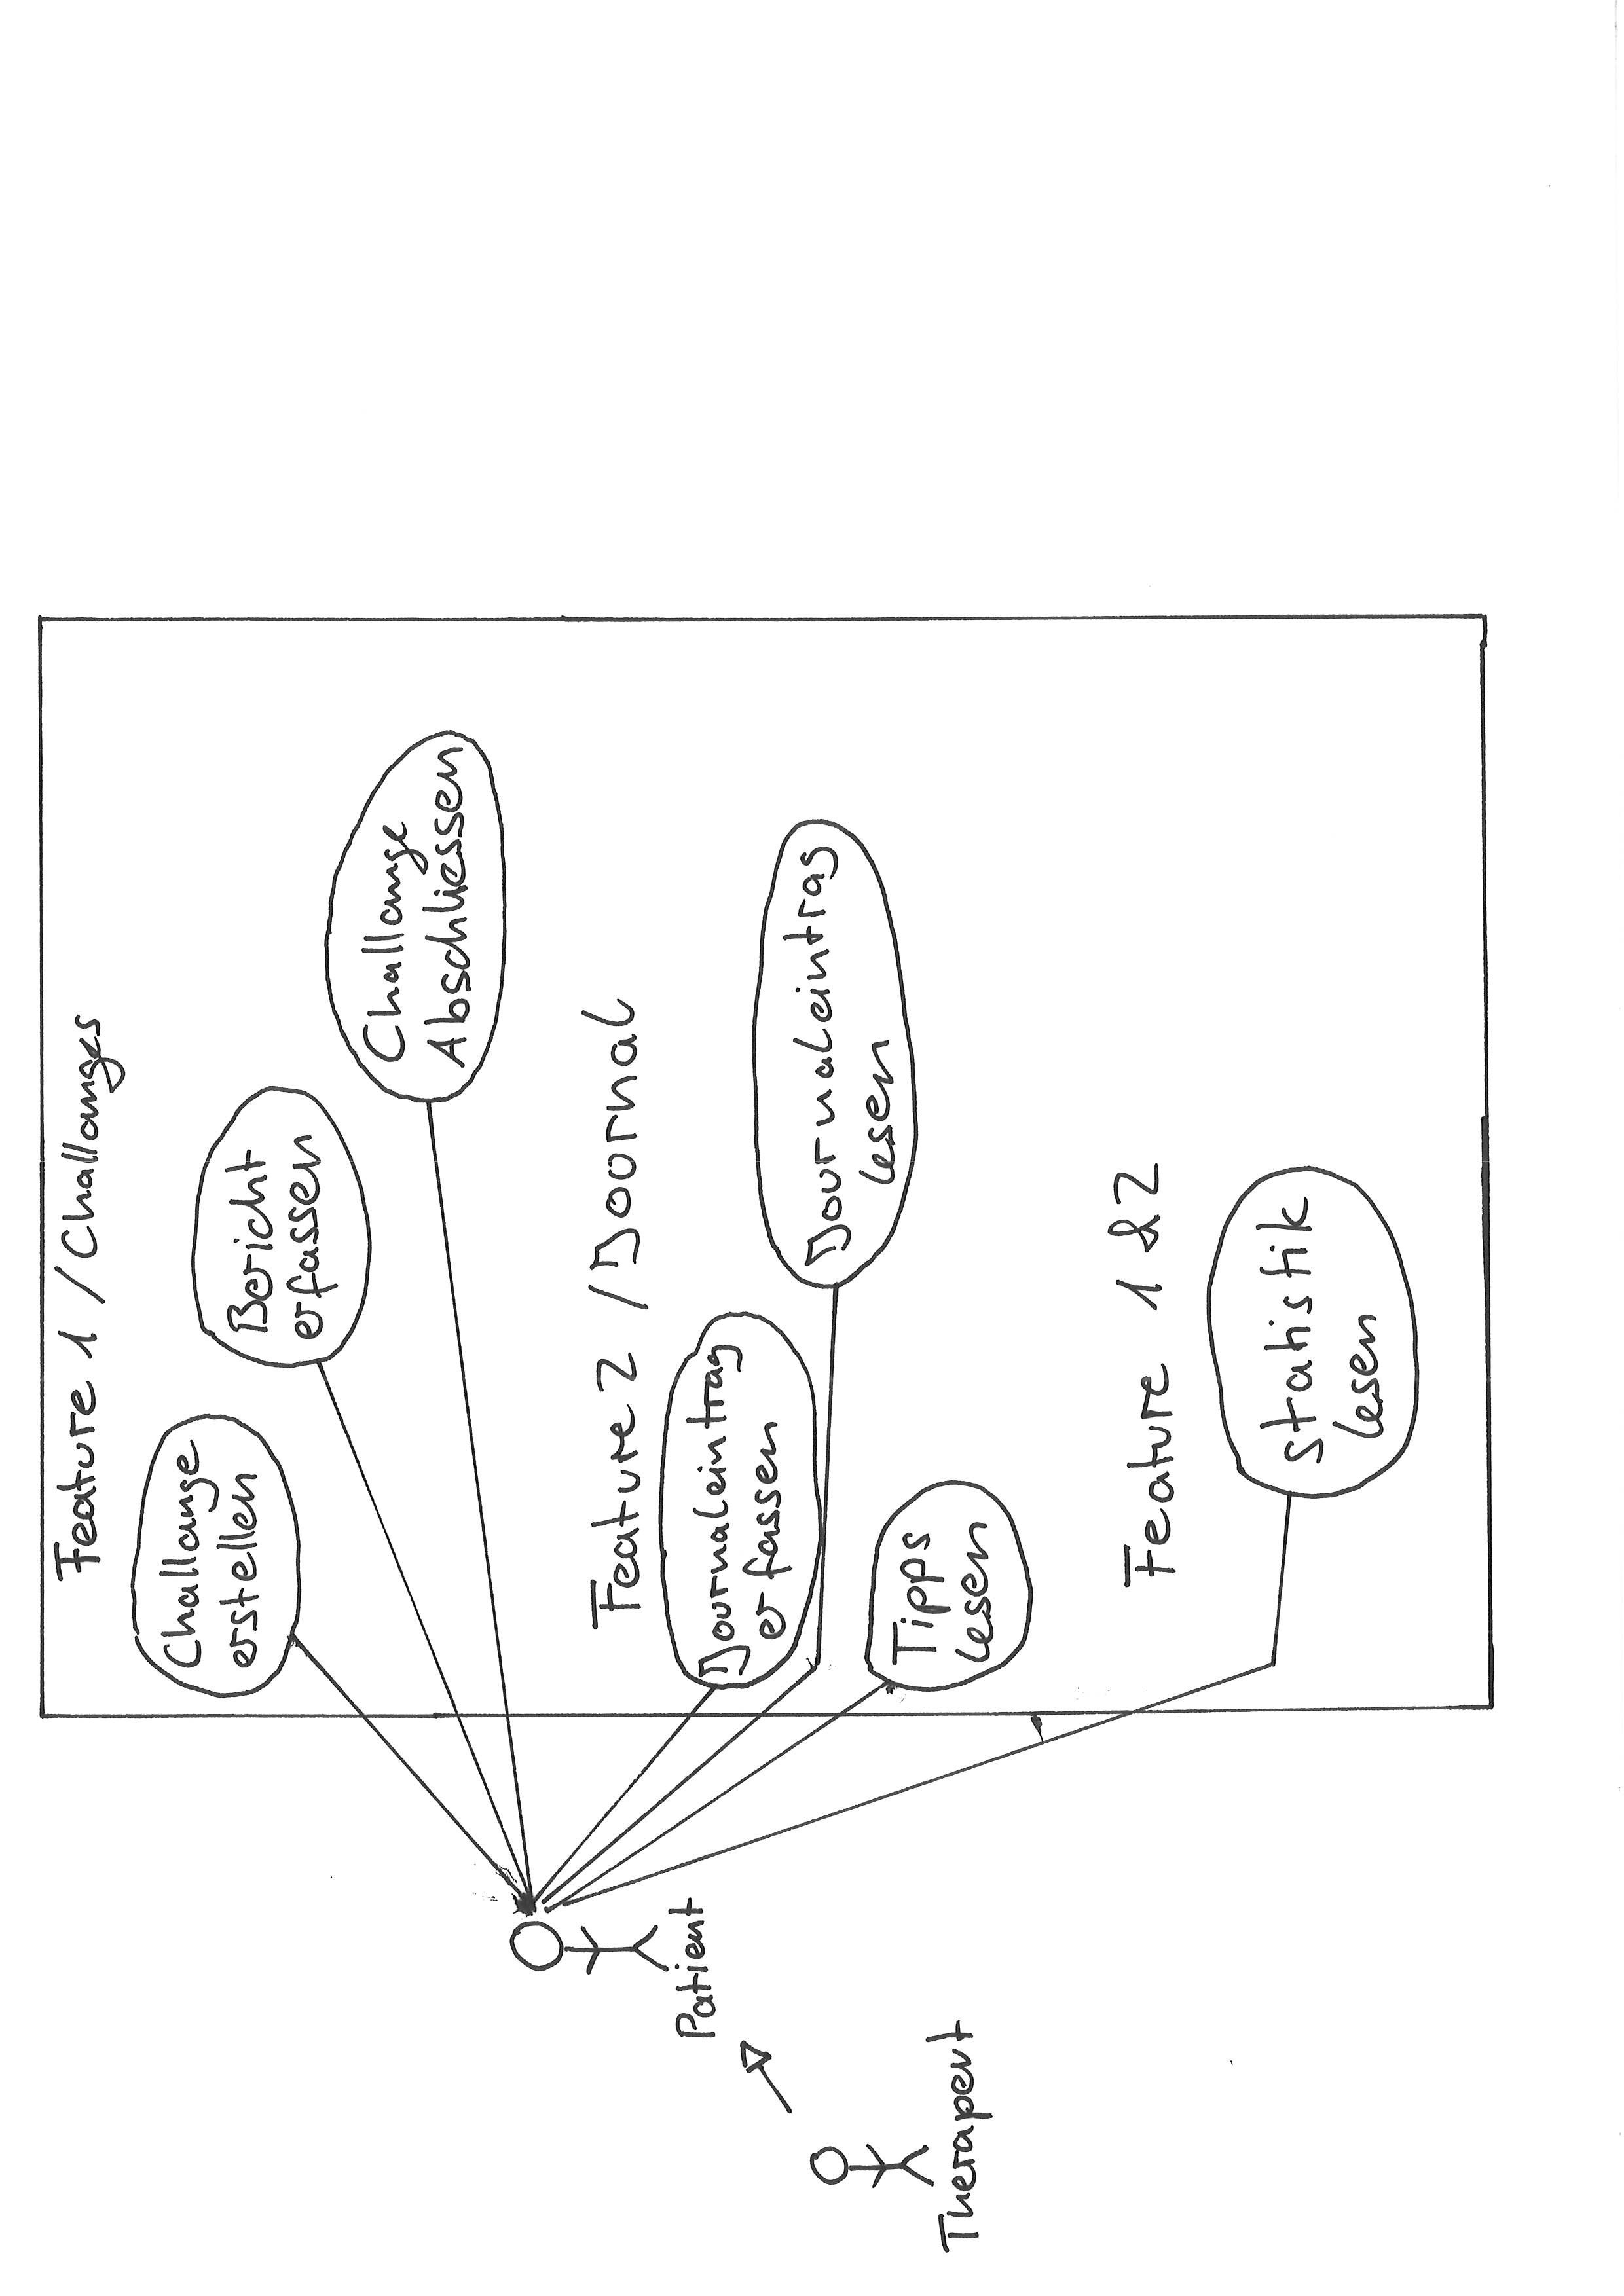 Feature 1 / Challanges
Challange
erstellen
Bericht
erfassen
Challange
Abschliessen
Feature 2 / Journal
Journaleintrag
erfassen
Journaleintrag
lesen
Tipps
lesen
Feature 1 & 2
Statistik
lesen
Patient
Therapeut